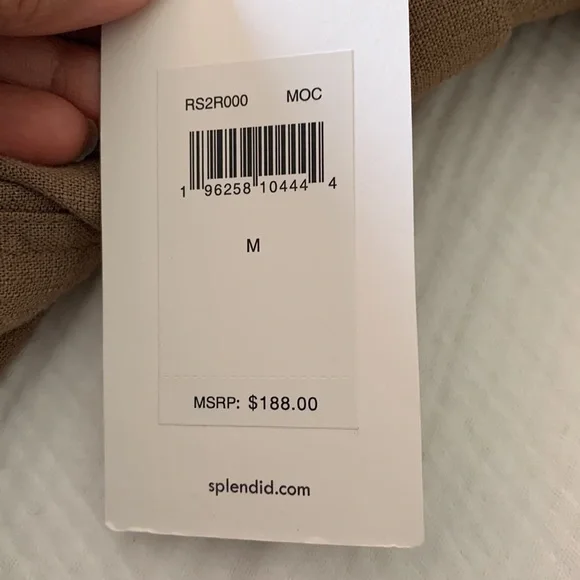 RS2R000 MOC
1 96258 10444 4
M
MSRP: $188.00
splendid.com